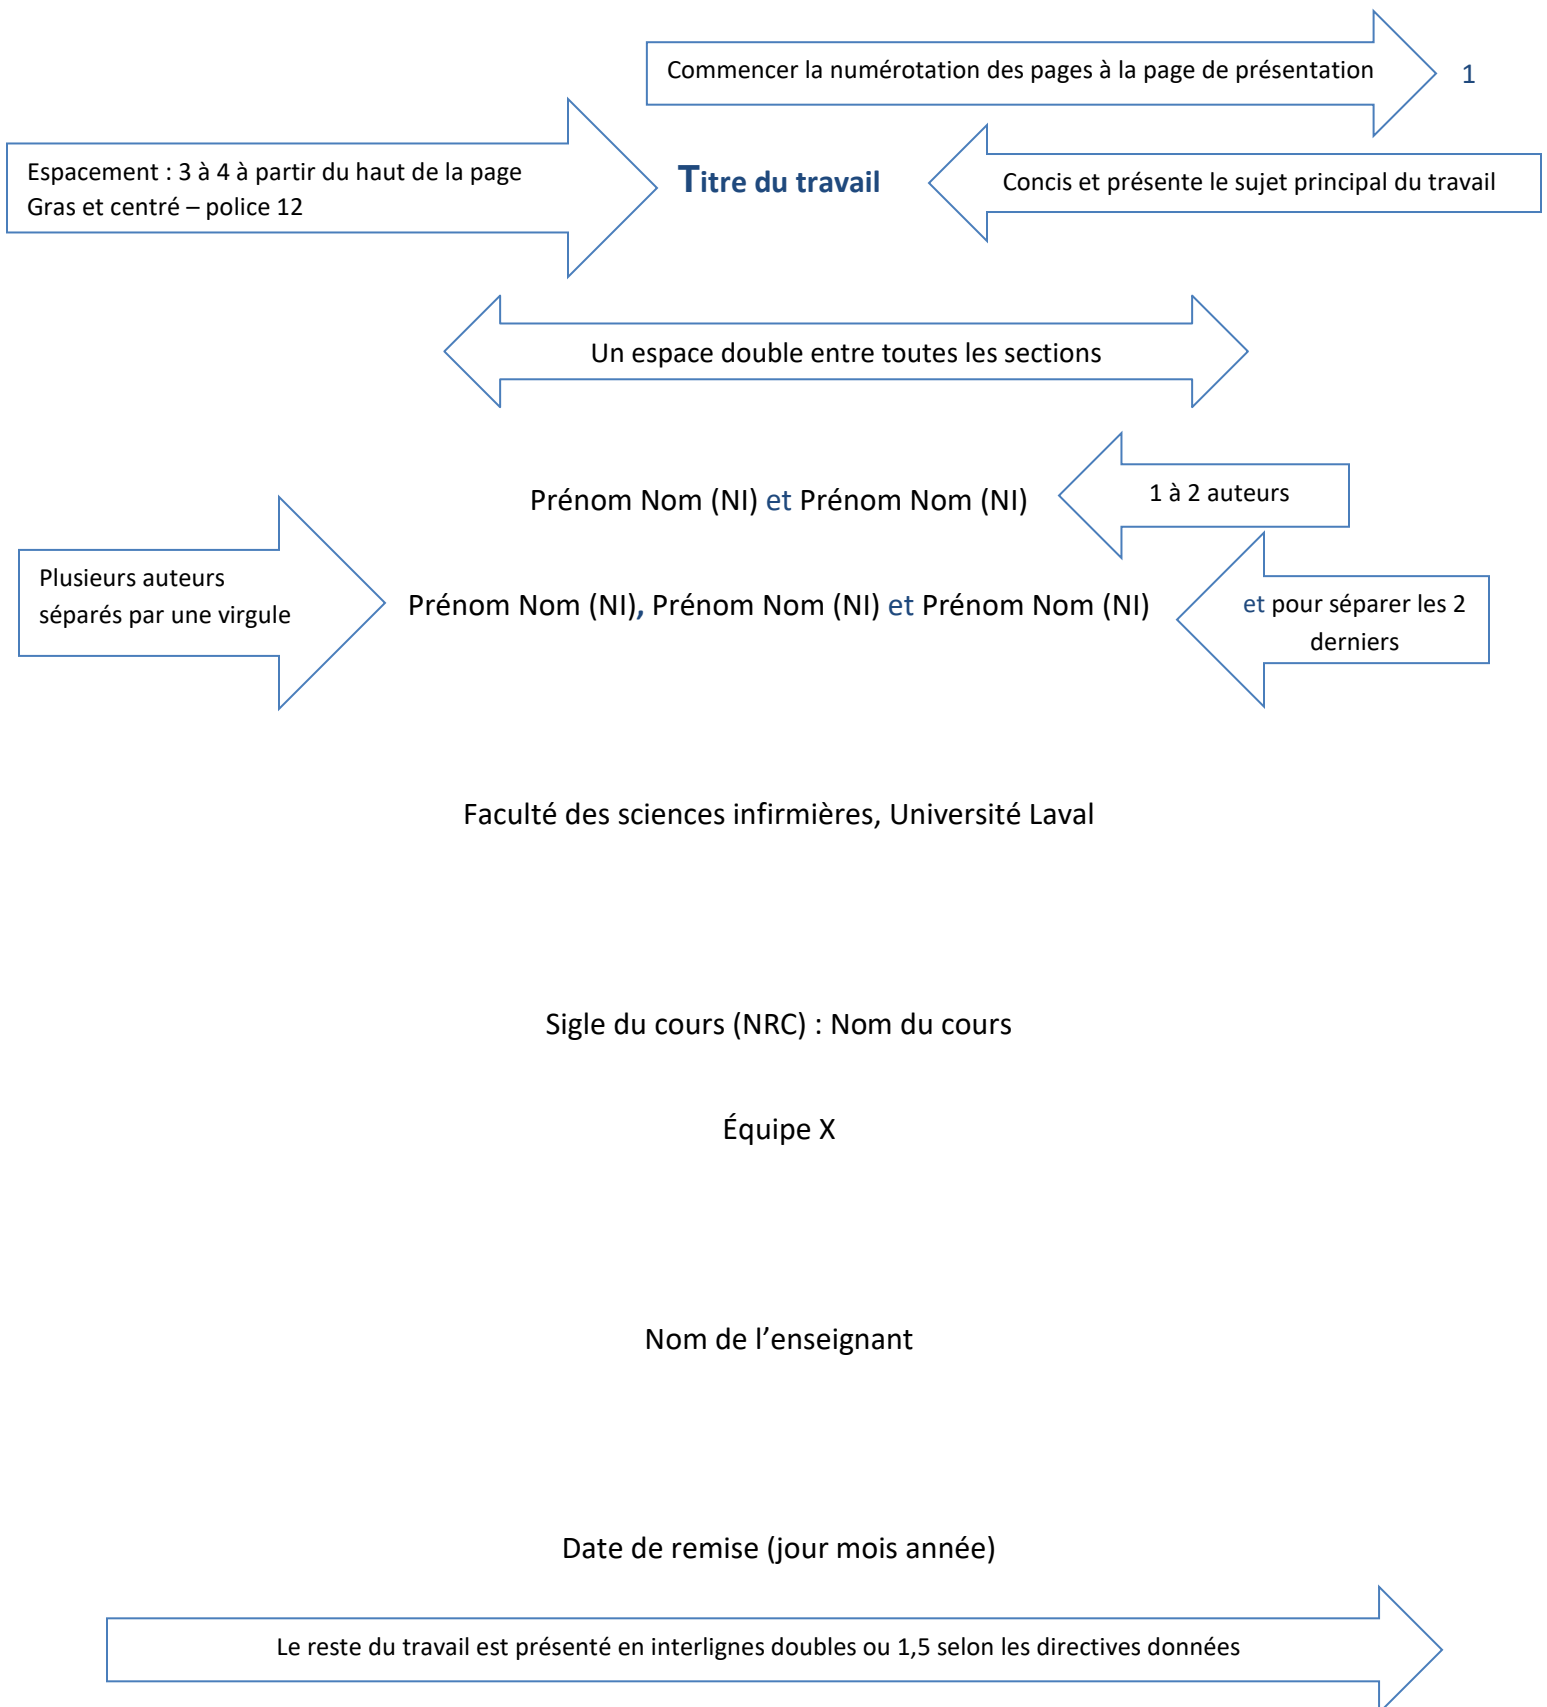 Commencer la numérotation des pages à la page de présentation
1
Espacement : 3 à 4 à partir du haut de la page
Gras et centré – police 12
Titre du travail
Concis et présente le sujet principal du travail
Un espace double entre toutes les sections
Prénom Nom (NI) et Prénom Nom (NI)
1 à 2 auteurs
Plusieurs auteurs
séparés par une virgule
Prénom Nom (NI), Prénom Nom (NI) et Prénom Nom (NI)
et pour séparer les 2
derniers
Faculté des sciences infirmières, Université Laval
Sigle du cours (NRC) : Nom du cours
Équipe X
Nom de l’enseignant
Date de remise (jour mois année)
Le reste du travail est présenté en interlignes doubles ou 1,5 selon les directives données